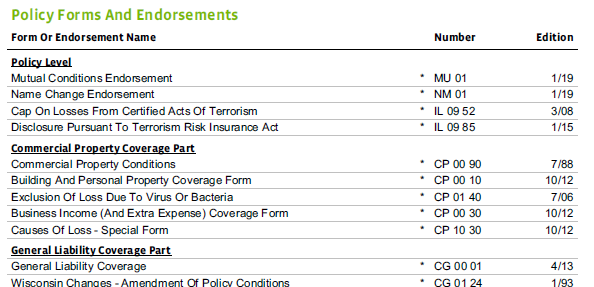 Policy Forms And Endorsements
Form Or Endorsement Name Number Edition
Policy Level
Mutual Conditions Endorsement * MU 01 1/19
Name Change Endorsement * NM 01 1/19
Cap On Losses From Certified Acts Of Terrorism * IL 09 52 3/08
Disclosure Pursuant To Terrorism Risk Insurance Act * IL 09 85 1/15
Commercial Property Coverage Part
Commercial Property Conditions * CP 00 90 7/88
Building And Personal Property Coverage Form * CP 00 10 10/12
Exclusion Of Loss Due To Virus Or Bacteria * CP 01 40 7/06
Business Income (And Extra Expense) Coverage Form * CP 00 30 10/12
Causes Of Loss - Special Form * CP 10 30 10/12
General Liability Coverage Part
General Liability Coverage * CG 00 01 4/13
Wisconsin Changes - Amendment Of Policy Conditions * CG 01 24 1/93